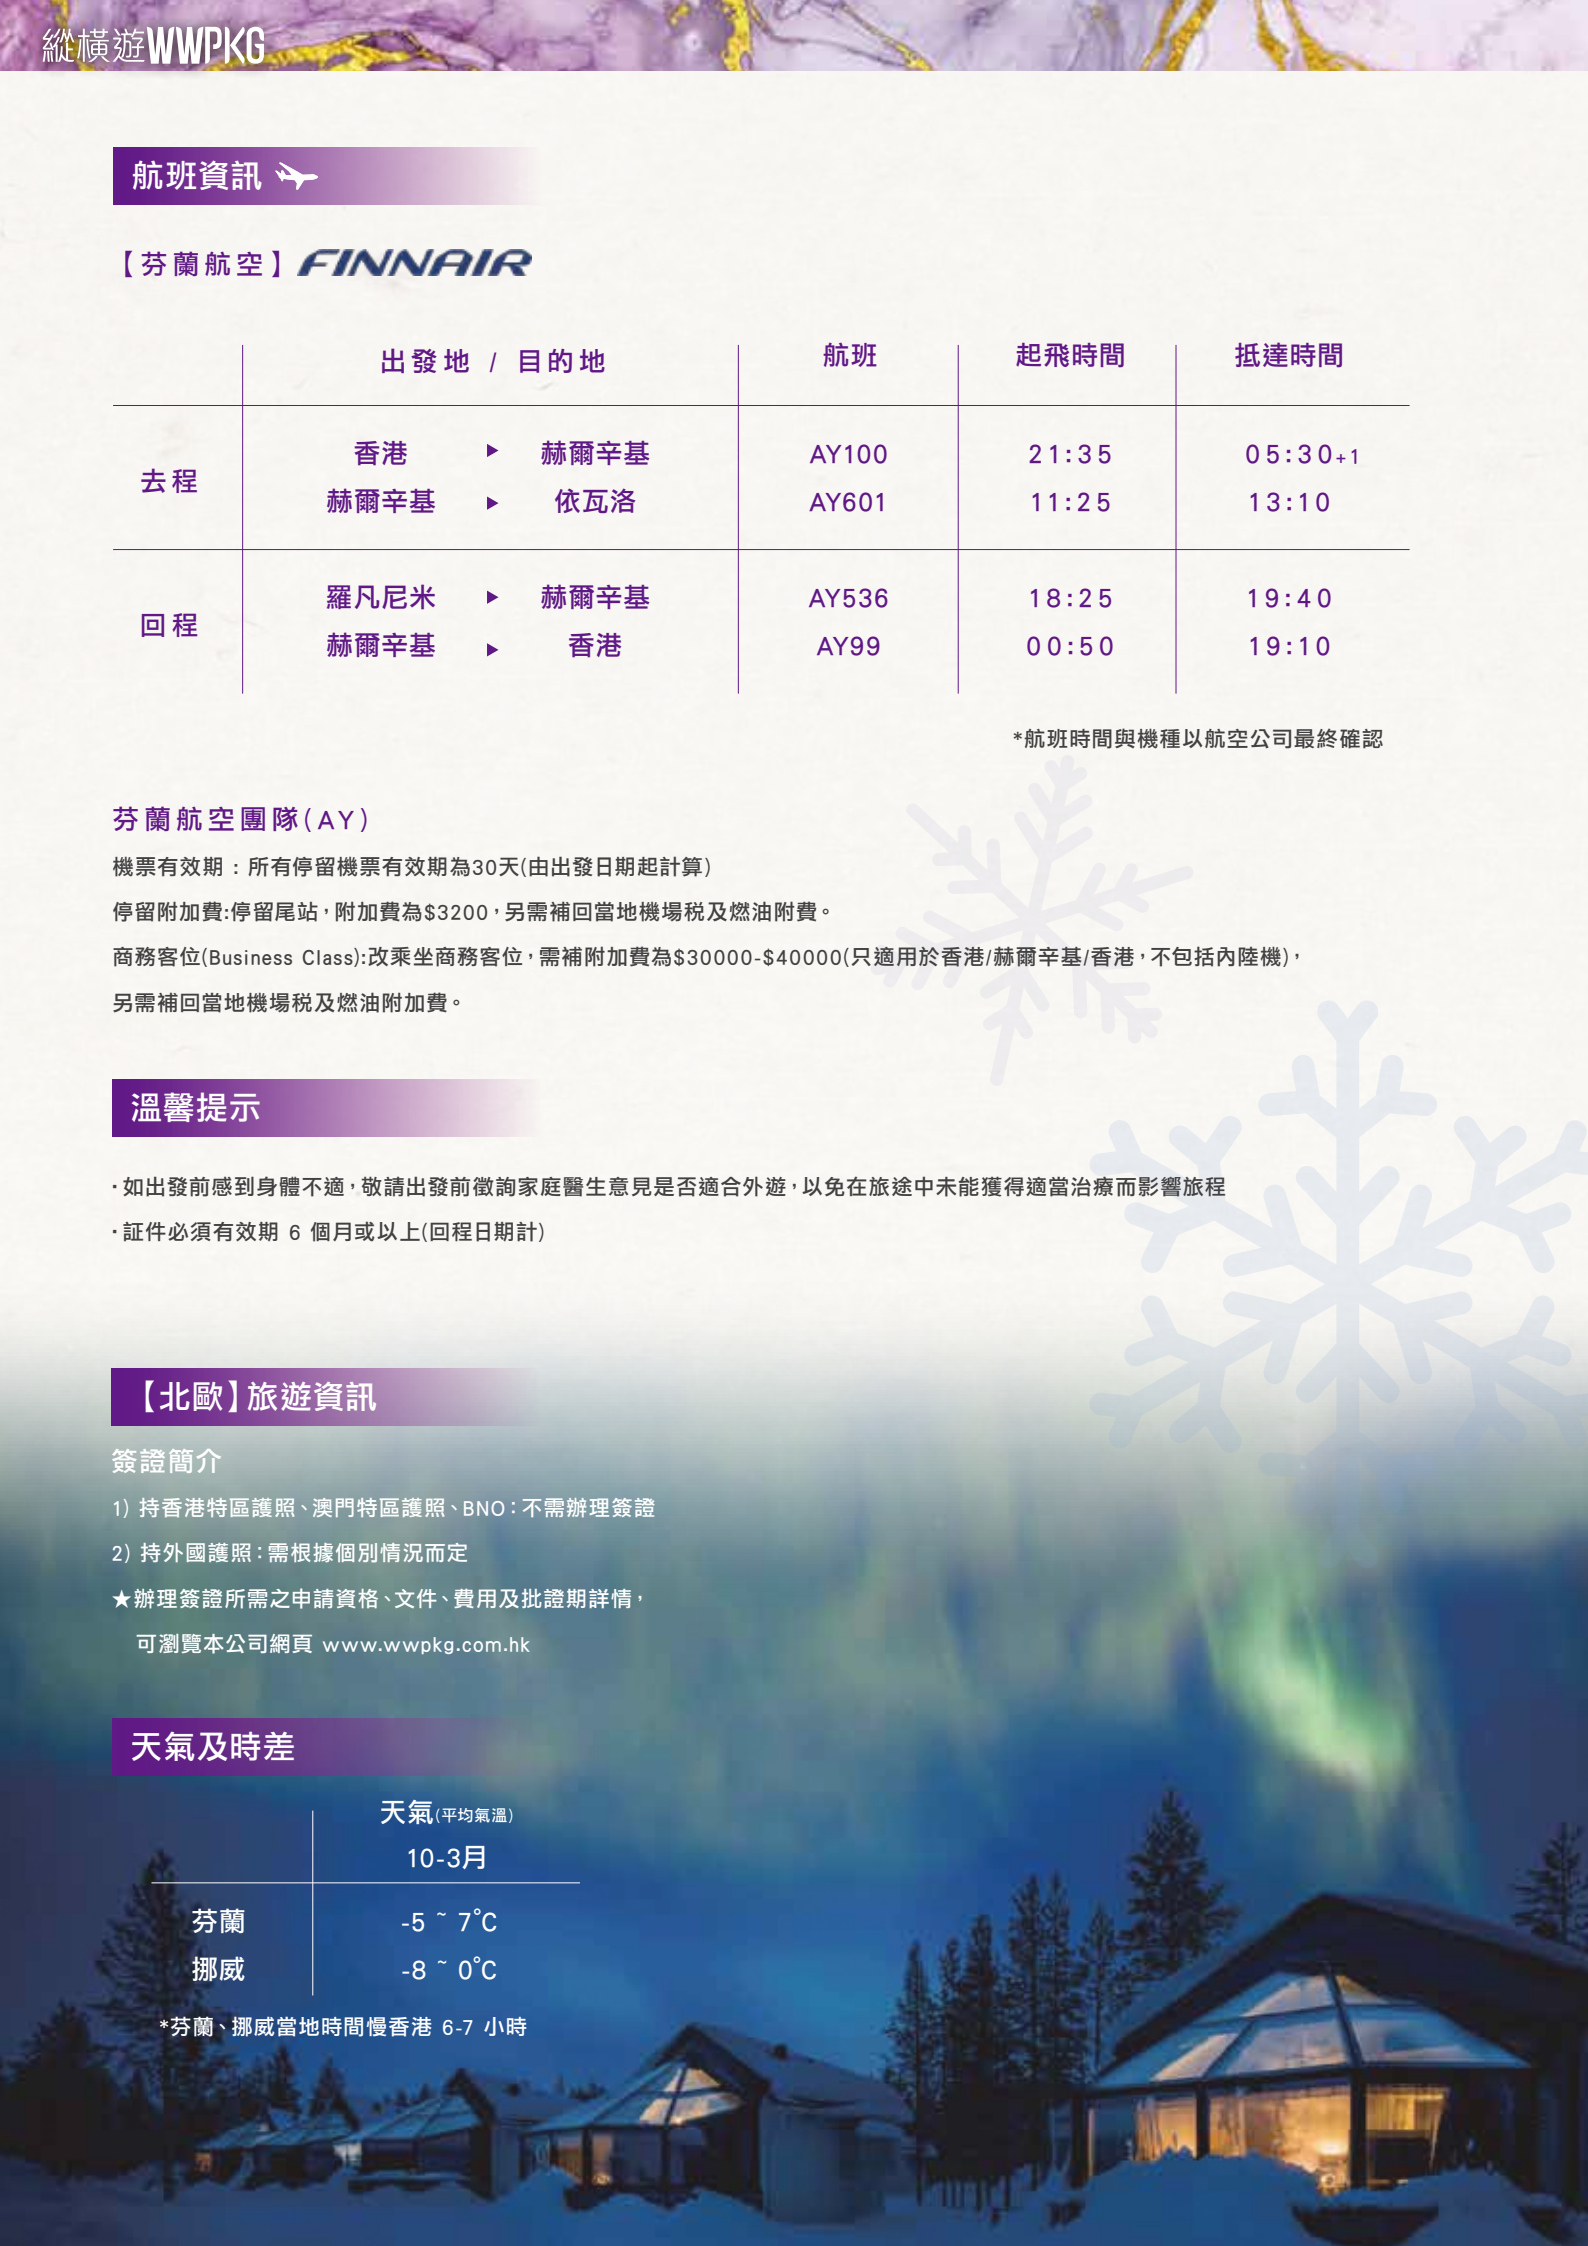 縱橫遊WWPKG
航班資訊
【芬蘭航空】FINNAIR
出發地 / 目的地 航班 起飛時間 抵達時間
去程
香港 ▶ 赫爾辛基 AY100 21:35 05:30+1
赫爾辛基 ▶ 依瓦洛 AY601 11:25 13:10
回程
羅凡尼米 ▶ 赫爾辛基 AY536 18:25 19:40
赫爾辛基 ▶ 香港 AY99 00:50 19:10
*航班時間與機種以航空公司最終確認
芬蘭航空團隊(AY)
機票有效期：所有停留機票有效期為30天(由出發日期起計算)
停留附加費:停留尾站，附加費為$3200，另需補回當地機場税及燃油附費。
商務客位(Business Class):改乘坐商務客位，需補附加費為$30000-$40000(只適用於香港/赫爾辛基/香港，不包括內陸機)，
另需補回當地機場税及燃油附加費。
溫馨提示
·如出發前感到身體不適，敬請出發前徵詢家庭醫生意見是否適合外遊，以免在旅途中未能獲得適當治療而影響旅程
·証件必須有效期 6 個月或以上(回程日期計)
【北歐】旅遊資訊
簽證簡介
1) 持香港特區護照、澳門特區護照、BNO：不需辦理簽證
2) 持外國護照：需根據個別情況而定
★辦理簽證所需之申請資格、文件、費用及批證期詳情，
可瀏覽本公司網頁 www.wwpkg.com.hk
天氣及時差
天氣(平均氣溫)
10-3月
芬蘭 -5 ~ 7°C
挪威 -8 ~ 0°C
*芬蘭、挪威當地時間慢香港 6-7 小時